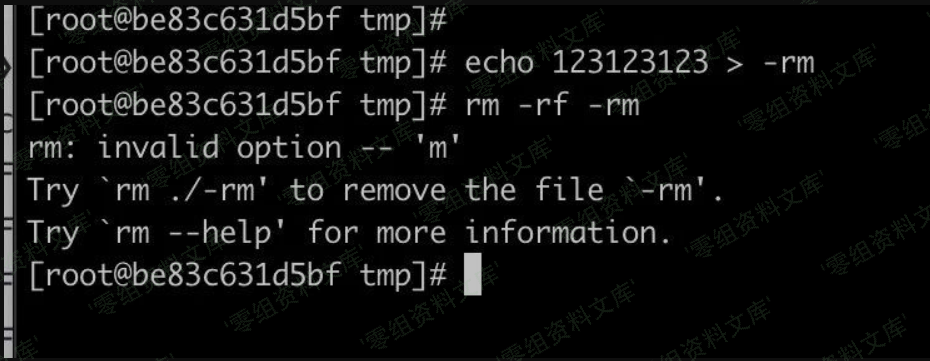 [root@be83c631d5bf tmp]#
[root@be83c631d5bf tmp]# echo 123123123 > -rm
[root@be83c631d5bf tmp]# rm -rf -rm
rm: invalid option -- 'm'
Try `rm ./-rm' to remove the file `-rm'.
Try `rm --help' for more information.
[root@be83c631d5bf tmp]#
'零组资料文库'